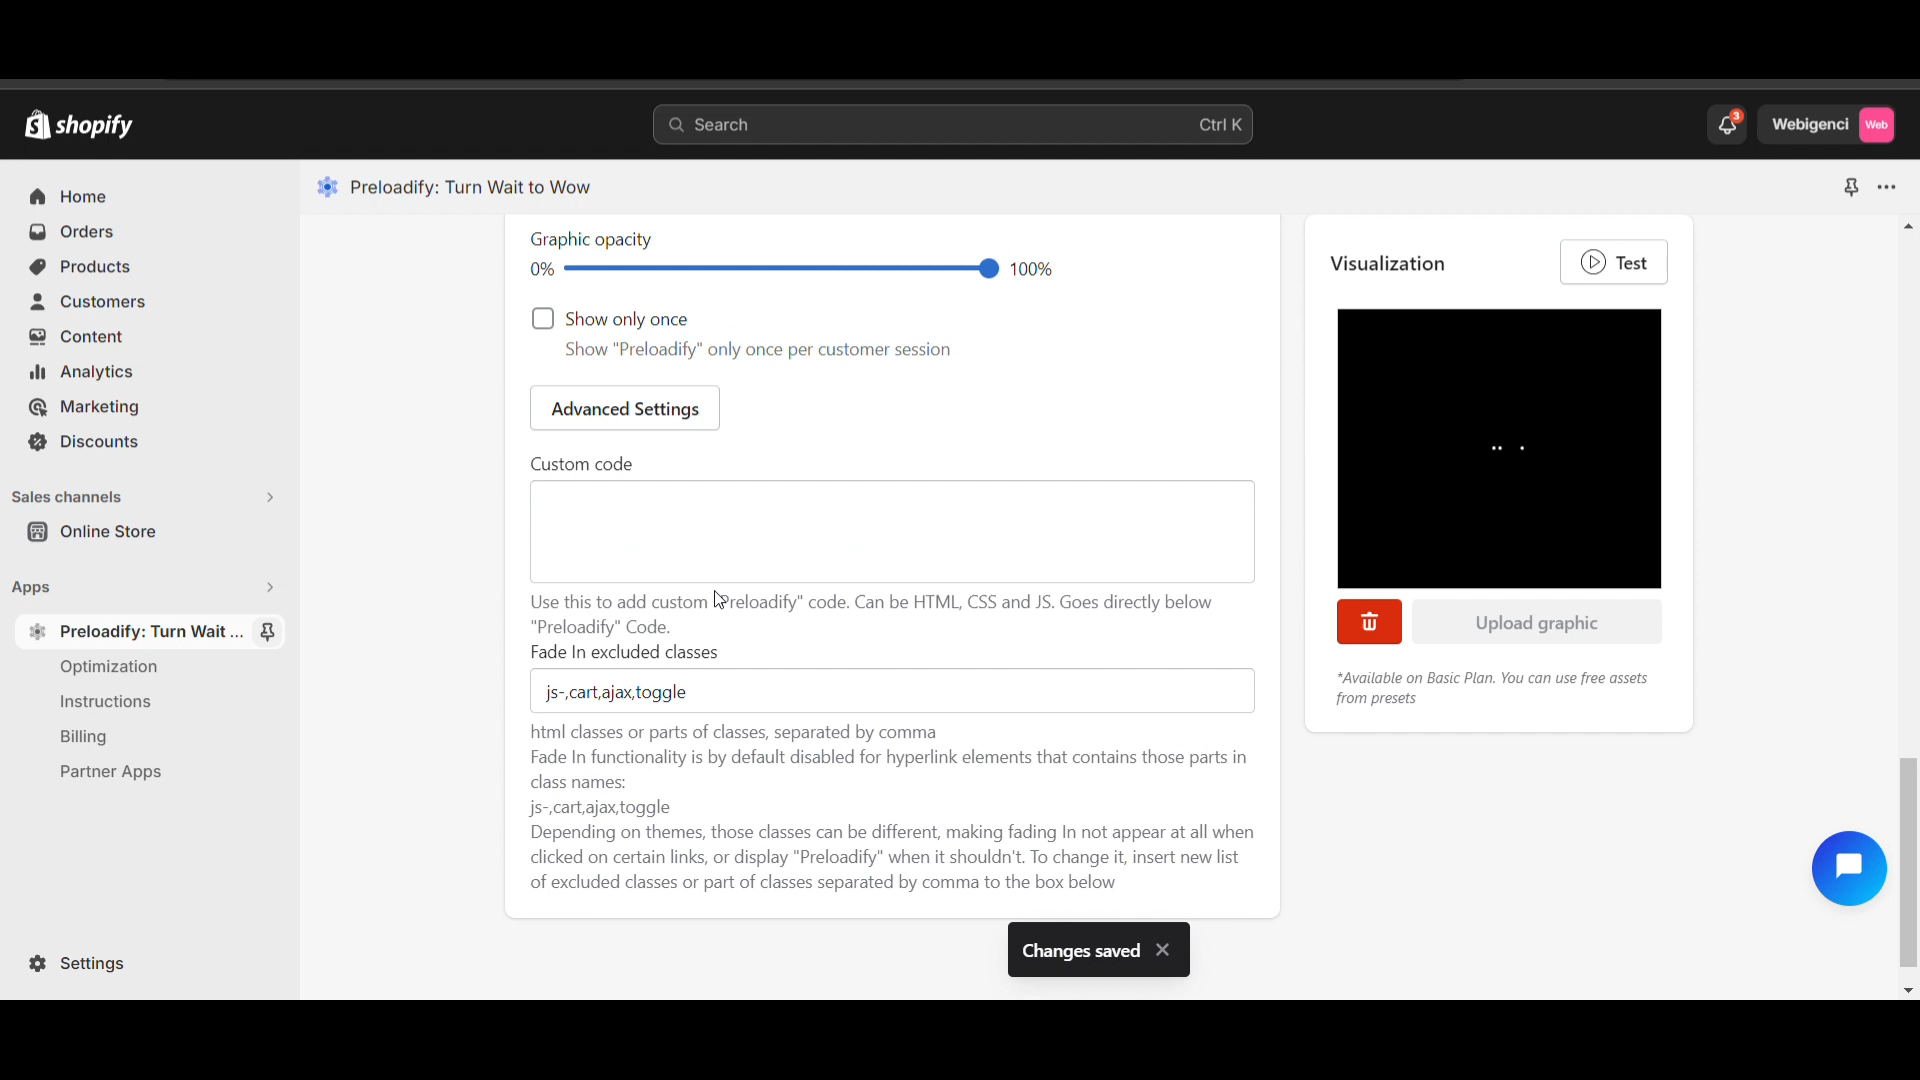 shopify
Search
Ctrl K
3
Webigenci
Web
Home
Orders
Products
Customers
Content
Analytics
Marketing
Discounts
Sales channels
Online Store
Apps
Preloadify: Turn Wait ...
Optimization
Instructions
Billing
Partner Apps
Settings
Preloadify: Turn Wait to Wow
Graphic opacity
0%
100%
Show only once
Show "Preloadify" only once per customer session
Advanced Settings
Custom code
Use this to add custom "Preloadify" code. Can be HTML, CSS and JS. Goes directly below
"Preloadify" Code.
Fade In excluded classes
js-,cart,ajax,toggle
html classes or parts of classes, separated by comma
Fade In functionality is by default disabled for hyperlink elements that contains those parts in
class names:
js-,cart,ajax,toggle
Depending on themes, those classes can be different, making fading In not appear at all when
clicked on certain links, or display "Preloadify" when it shouldn't. To change it, insert new list
of excluded classes or part of classes separated by comma to the box below
Changes saved
Visualization
Test
Upload graphic
*Available on Basic Plan. You can use free assets
from presets